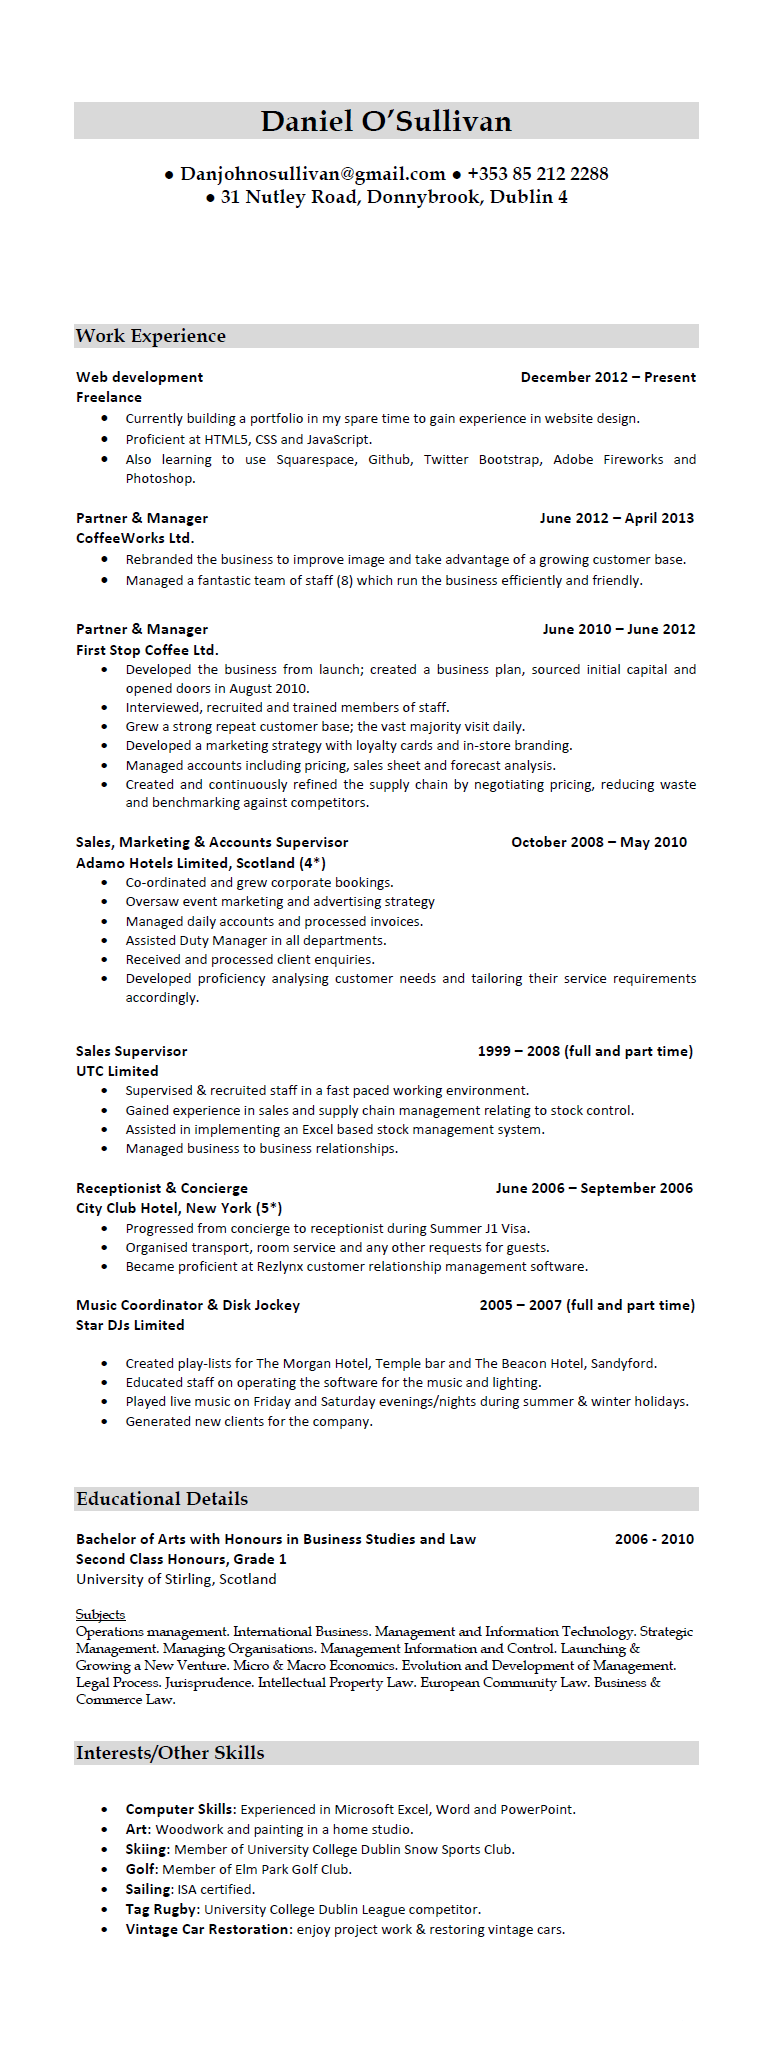 Daniel O’Sullivan
● Danjohnosullivan@gmail.com ● +353 85 212 2288
● 31 Nutley Road, Donnybrook, Dublin 4
Work Experience
Web development December 2012 – Present
Freelance
• Currently building a portfolio in my spare time to gain experience in website design.
• Proficient at HTML5, CSS and JavaScript.
• Also learning to use Squarespace, Github, Twitter Bootstrap, Adobe Fireworks and
Photoshop.
Partner & Manager June 2012 – April 2013
CoffeeWorks Ltd.
• Rebranded the business to improve image and take advantage of a growing customer base.
• Managed a fantastic team of staff (8) which run the business efficiently and friendly.
Partner & Manager June 2010 – June 2012
First Stop Coffee Ltd.
• Developed the business from launch; created a business plan, sourced initial capital and
opened doors in August 2010.
• Interviewed, recruited and trained members of staff.
• Grew a strong repeat customer base; the vast majority visit daily.
• Developed a marketing strategy with loyalty cards and in-store branding.
• Managed accounts including pricing, sales sheet and forecast analysis.
• Created and continuously refined the supply chain by negotiating pricing, reducing waste
and benchmarking against competitors.
Sales, Marketing & Accounts Supervisor October 2008 – May 2010
Adamo Hotels Limited, Scotland (4*)
• Co-ordinated and grew corporate bookings.
• Oversaw event marketing and advertising strategy
• Managed daily accounts and processed invoices.
• Assisted Duty Manager in all departments.
• Received and processed client enquiries.
• Developed proficiency analysing customer needs and tailoring their service requirements
accordingly.
Sales Supervisor 1999 – 2008 (full and part time)
UTC Limited
• Supervised & recruited staff in a fast paced working environment.
• Gained experience in sales and supply chain management relating to stock control.
• Assisted in implementing an Excel based stock management system.
• Managed business to business relationships.
Receptionist & Concierge June 2006 – September 2006
City Club Hotel, New York (5*)
• Progressed from concierge to receptionist during Summer J1 Visa.
• Organised transport, room service and any other requests for guests.
• Became proficient at Rezlynx customer relationship management software.
Music Coordinator & Disk Jockey 2005 – 2007 (full and part time)
Star DJs Limited
• Created play-lists for The Morgan Hotel, Temple bar and The Beacon Hotel, Sandyford.
• Educated staff on operating the software for the music and lighting.
• Played live music on Friday and Saturday evenings/nights during summer & winter holidays.
• Generated new clients for the company.
Educational Details
Bachelor of Arts with Honours in Business Studies and Law 2006 - 2010
Second Class Honours, Grade 1
University of Stirling, Scotland
Subjects
Operations management. International Business. Management and Information Technology. Strategic
Management. Managing Organisations. Management Information and Control. Launching &
Growing a New Venture. Micro & Macro Economics. Evolution and Development of Management.
Legal Process. Jurisprudence. Intellectual Property Law. European Community Law. Business &
Commerce Law.
Interests/Other Skills
• Computer Skills: Experienced in Microsoft Excel, Word and PowerPoint.
• Art: Woodwork and painting in a home studio.
• Skiing: Member of University College Dublin Snow Sports Club.
• Golf: Member of Elm Park Golf Club.
• Sailing: ISA certified.
• Tag Rugby: University College Dublin League competitor.
• Vintage Car Restoration: enjoy project work & restoring vintage cars.